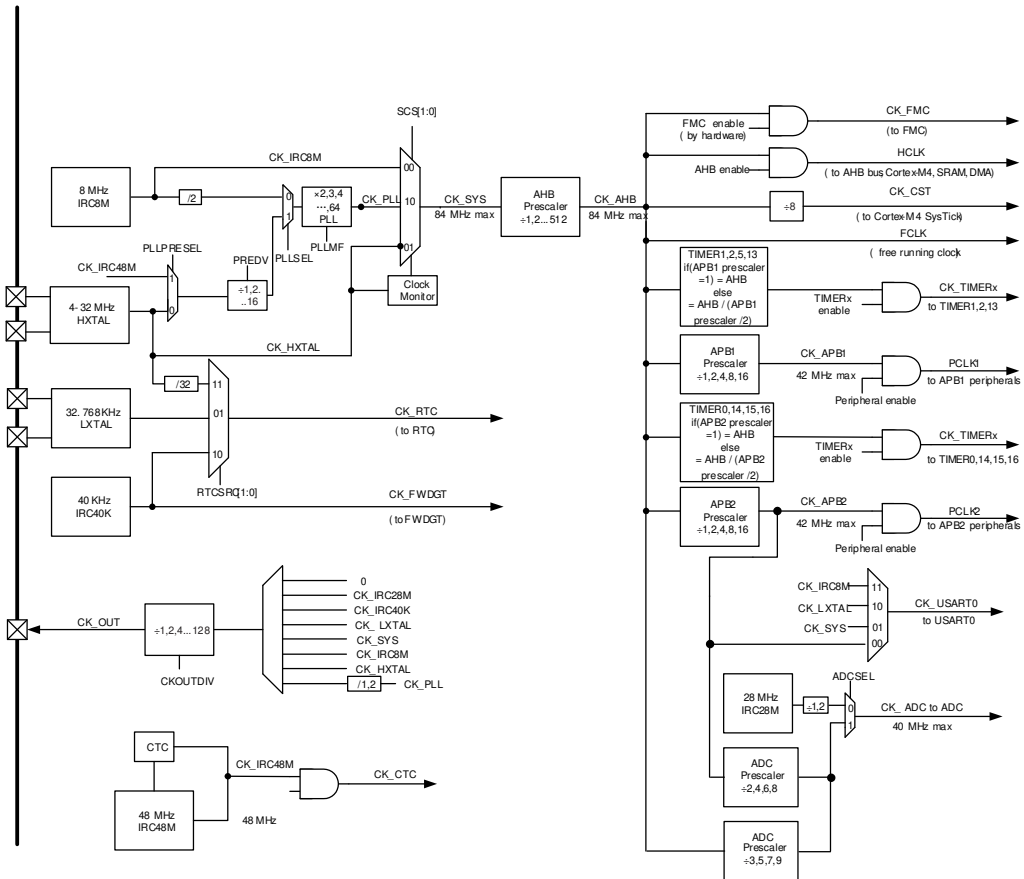 SCS[1:0]
CK_IRC8M
8 MHz
IRC8M
/2
0
1
×2,3,4
…,64
PLL
PLLMF
PLLSEL
CK_PLL
00
10
01
CK_SYS
84 MHz max
AHB
Prescaler
÷1,2...512
CK_AHB
84 MHz max
Clock
Monitor
PLLPRESEL
CK_IRC48M
1
0
PREDV
÷1,2.
..16
4-32 MHz
HXTAL
CK_HXTAL
/32
11
01
10
32.768KHz
LXTAL
CK_RTC
(to RTC)
RTCSRC[1:0]
40 KHz
IRC40K
CK_FWDGT
(to FWDGT)
CK_OUT
÷1,2,4...128
CKOUTDIV
0
CK_IRC28M
CK_IRC40K
CK_LXTAL
CK_SYS
CK_IRC8M
CK_HXTAL
/1,2
CK_PLL
CTC
48 MHz
IRC48M
CK_IRC48M
48 MHz
CK_CTC
FMC enable
( by hardware)
CK_FMC
(to FMC)
AHB enable
HCLK
( to AHB bus,Cortex-M4, SRAM,DMA)
÷8
CK_CST
( to Cortex-M4 SysTick)
FCLK
( free running clock)
TIMER1,2,5,13
if(APB1 prescaler
=1) = AHB
else
= AHB / (APB1
prescaler /2)
TIMERx
enable
CK_TIMERx
to TIMER1,2,13
APB1
Prescaler
÷1,2,4,8,16
CK_APB1
42 MHz max
Peripheral enable
PCLK1
to APB1 peripherals
TIMER0,14,15,16
if(APB2 prescaler
=1) = AHB
else
= AHB / (APB2
prescaler /2)
TIMERx
enable
CK_TIMERx
to TIMER0,14,15,16
APB2
Prescaler
÷1,2,4,8,16
CK_APB2
42 MHz max
Peripheral enable
PCLK2
to APB2 peripherals
CK_IRC8M
11
CK_LXTAL
10
CK_SYS
01
00
CK_USART0
to USART0
28 MHz
IRC28M
÷1,2
ADCSEL
0
1
CK_ADC to ADC
40 MHz max
ADC
Prescaler
÷2,4,6,8
ADC
Prescaler
÷3,5,7,9